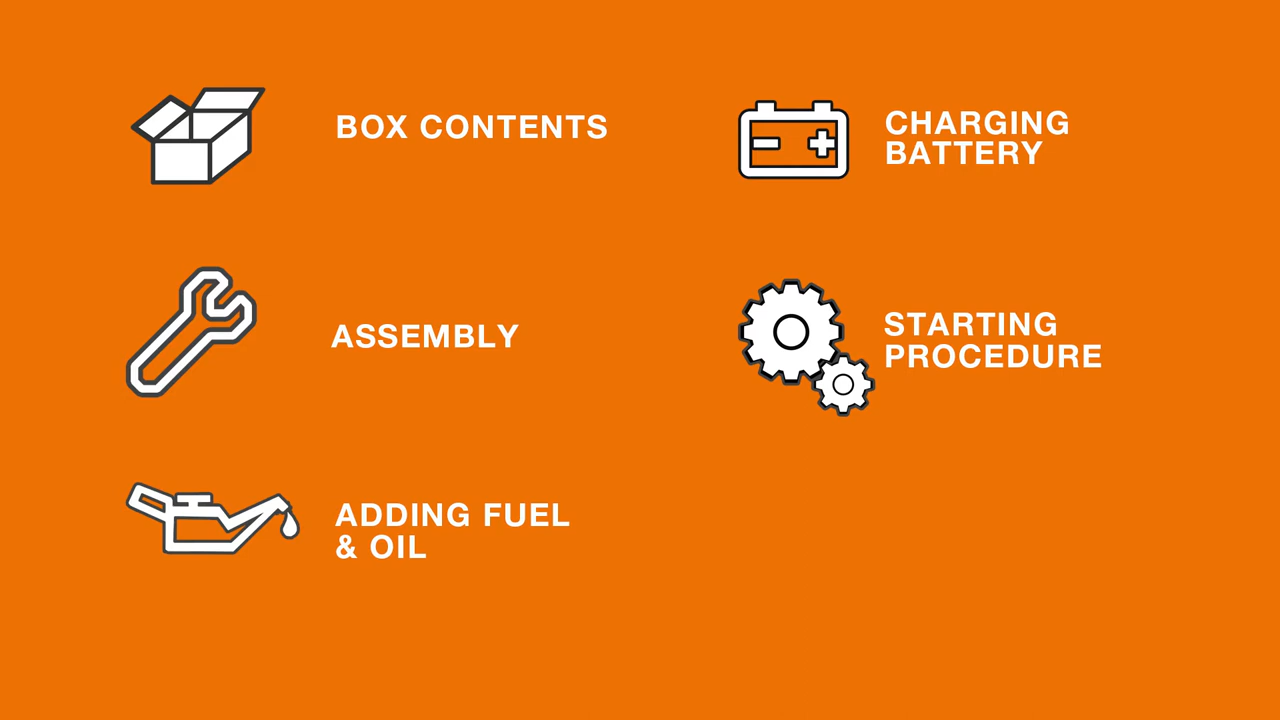 BOX CONTENTS
ASSEMBLY
ADDING FUEL
& OIL
CHARGING
BATTERY
STARTING
PROCEDURE